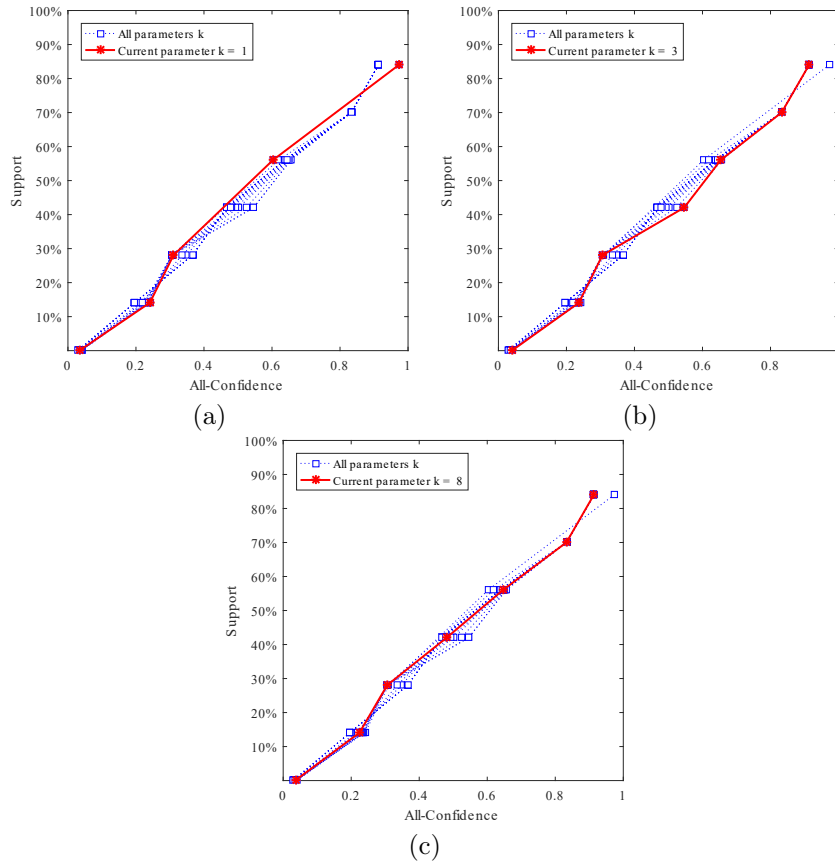 100%
90%
80%
70%
60%
50%
40%
30%
20%
10%
Support
All parameters k
Current parameter k = 1
0 0.2 0.4 0.6 0.8 1
All-Confidence
(a)
100%
90%
80%
70%
60%
50%
40%
30%
20%
10%
Support
All parameters k
Current parameter k = 3
0 0.2 0.4 0.6 0.8
All-Confidence
(b)
100%
90%
80%
70%
60%
50%
40%
30%
20%
10%
Support
All parameters k
Current parameter k = 8
0 0.2 0.4 0.6 0.8 1
All-Confidence
(c)